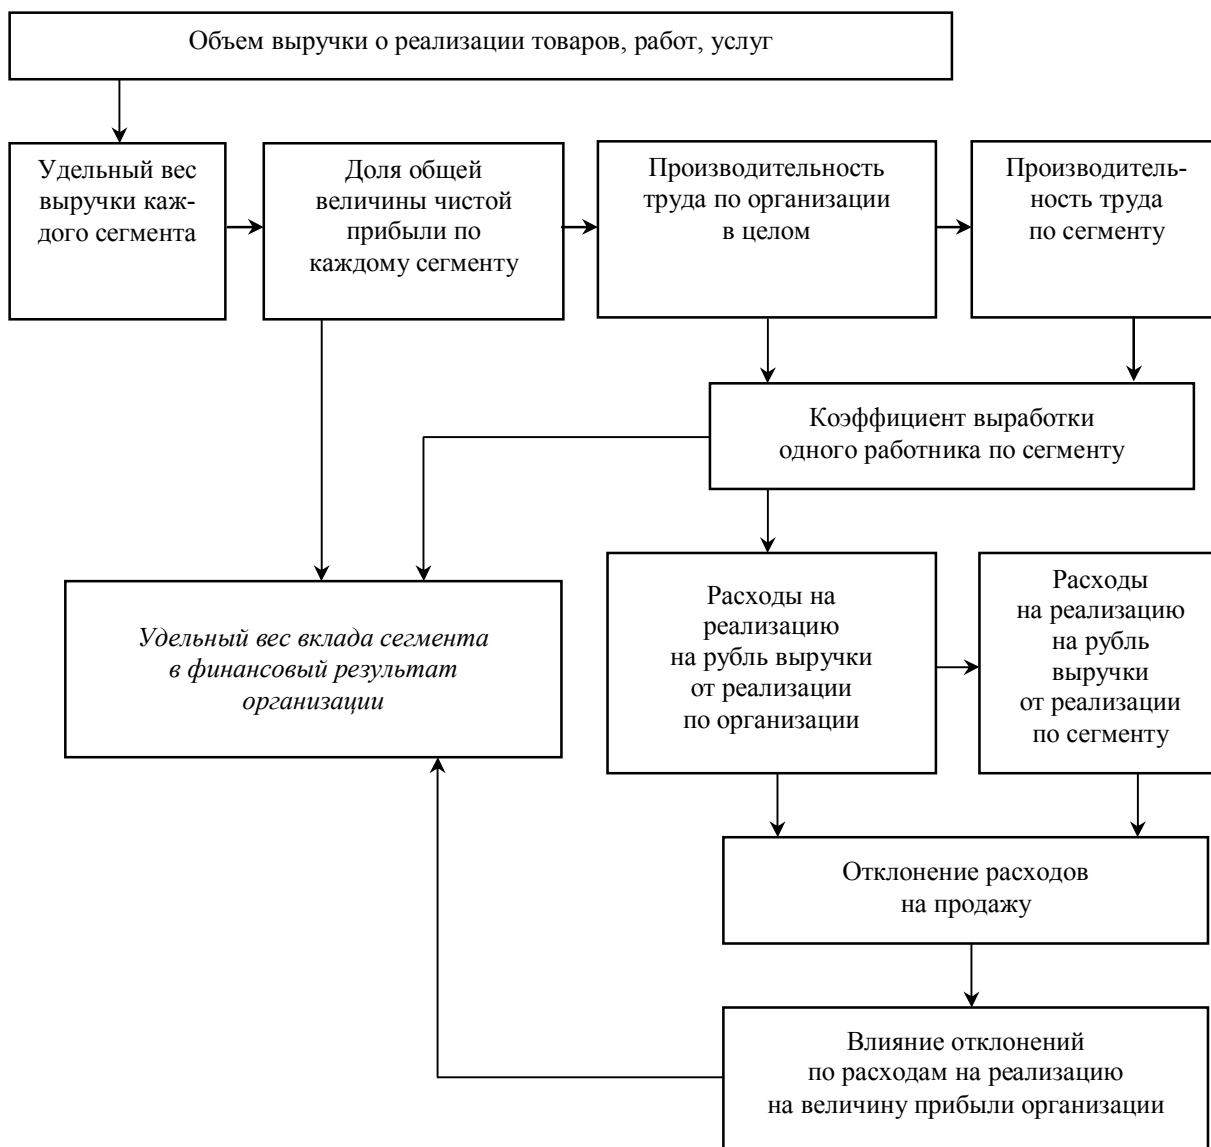 Объем выручки о реализации товаров, работ, услуг
Удельный вес
выручки каж-
дого сегмента
Доля общей
величины чистой
прибыли по
каждому сегменту
Производительность
труда по организации
в целом
Производитель-
ность труда
по сегменту
Коэффициент выработки
одного работника по сегменту
Удельный вес вклада сегмента
в финансовый результат
организации
Расходы на
реализацию
на рубль выручки
от реализации
по организации
Расходы
на реализацию
на рубль
выручки
от реализации
по сегменту
Отклонение расходов
на продажу
Влияние отклонений
по расходам на реализацию
на величину прибыли организации